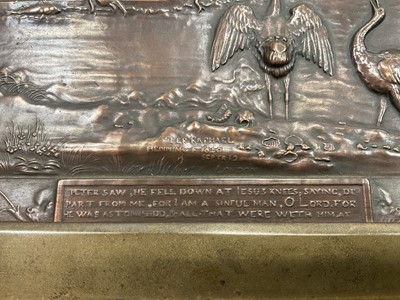 PETER SAW, HE FELL DOWN AT JESUS KNEES, SAYING, DE
PART FROM ME, FOR I AM A SINFUL MAN, O LORD, FOR
HE WAS ASTONISHED, & ALL THAT WERE WITH HIM AT